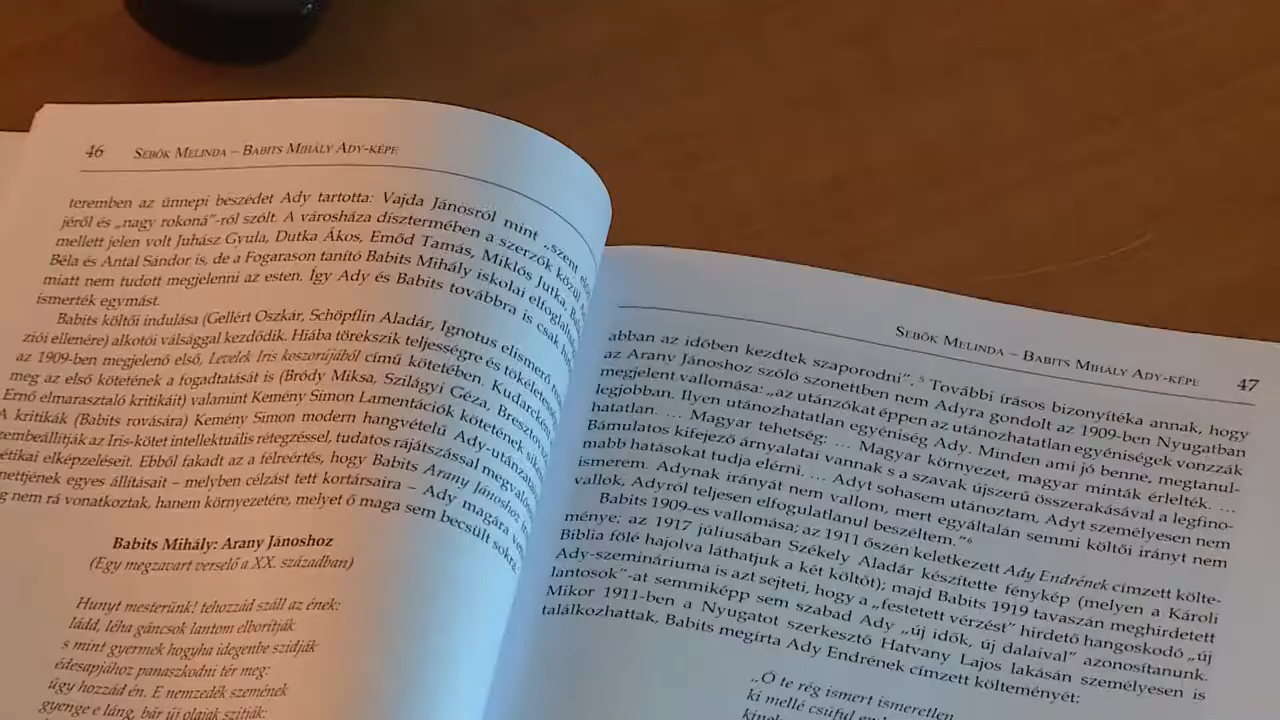 46 SEBŐK MELINDA – BABITS MIHÁLY ADY-KÉPE
teremben az ünnepi beszédet Ady tartotta: Vajda Jánosról mint „szent
jéről és „nagy rokoná”-ról szólt. A városháza dísztermében a szerzők közül
mellett jelen volt Juhász Gyula, Dutka Ákos, Emőd Tamás, Miklós Jutka,
Béla és Antal Sándor is, de a Fogarason tanító Babits Mihály iskolai
miatt nem tudott megjelenni az esten. Így Ady és Babits továbbra is csak
ismerték egymást.
Babits költői indulása (Gellért Oszkár, Schöpflin Aladár, Ignotus elismerő
ziói ellenére) alkotói válsággal kezdődik. Hiába törekszik teljességre és
az 1909-ben megjelenő első, Levelek Iris koszorújából című kötetében.
meg az első kötetének a fogadtatását is (Bródy Miksa, Szilágyi Géza,
Ernő elmarasztaló kritikáit) valamint Kemény Simon Lamentációk kötetének
A kritikák (Babits rovására) Kemény Simon modern hangvételű
az Iris-kötet intellektuális rétegzéssel, tudatos rájátszással
elképzeléseit. Ebből fakadt az a félreértés, hogy Babits Arany Jánoshoz
egyes állításait – melyben célzást tett kortársaira – Ady magára
nem rá vonatkoztak, hanem környezetére, melyet ő maga sem becsült
Babits Mihály: Arany Jánoshoz
(Egy megzavart verselő a XX. században)
Hunyt mesterünk! tehozzád száll az ének:
ládd, léha gáncsok lantom elborítják
s mint gyermek hogyha idegenbe szidják
édesapjához panaszkodni tér meg:
úgy hozzád én. E nemzedék szemének
gyenge e láng, bár új olajak szítják:
SEBŐK MELINDA – BABITS MIHÁLY ADY-KÉPE 47
abban az időben kezdtek szaporodni”. 5 További írásos bizonyítéka annak, hogy
az Arany Jánoshoz szóló szonettben nem Adyra gondolt az 1909-ben Nyugatban
megjelent vallomása: „az utánzókat éppen az utánozhatatlan egyéniségek vonzzák
legjobban. Ilyen utánozhatatlan egyéniség Ady. Minden ami jó benne, megtanul-
hatatlan. … Magyar tehetség: … Magyar környezet, magyar minták érlelték. …
Bámulatos kifejező árnyalatai vannak s a szavak újszerű összerakásával a legfino-
mabb hatásokat tudja elérni. … Adyt sohasem utánoztam, Adyt személyesen nem
ismerem. Adynak irányát nem vallom, mert egyáltalán semmi költői irányt nem
vallok, Adyról teljesen elfogulatlanul beszéltem.”6
Babits 1909-es vallomása; az 1911 őszén keletkezett Ady Endrének címzett költe-
ménye; az 1917 júliusában Székely Aladár készítette fénykép (melyen a Károli
Biblia fölé hajolva láthatjuk a két költőt); majd Babits 1919 tavaszán meghirdetett
Ady-szemináriuma is azt sejteti, hogy a „festetett vérzést” hirdető hangoskodó „új
lantosok”-at semmiképp sem szabad Ady „új idők, új dalaival” azonosítanunk.
Mikor 1911-ben a Nyugatot szerkesztő Hatvany Lajos lakásán személyesen is
találkozhattak, Babits megírta Ady Endrének címzett költeményét:
„Ó te rég ismert ismeretlen
ki mellé csúful